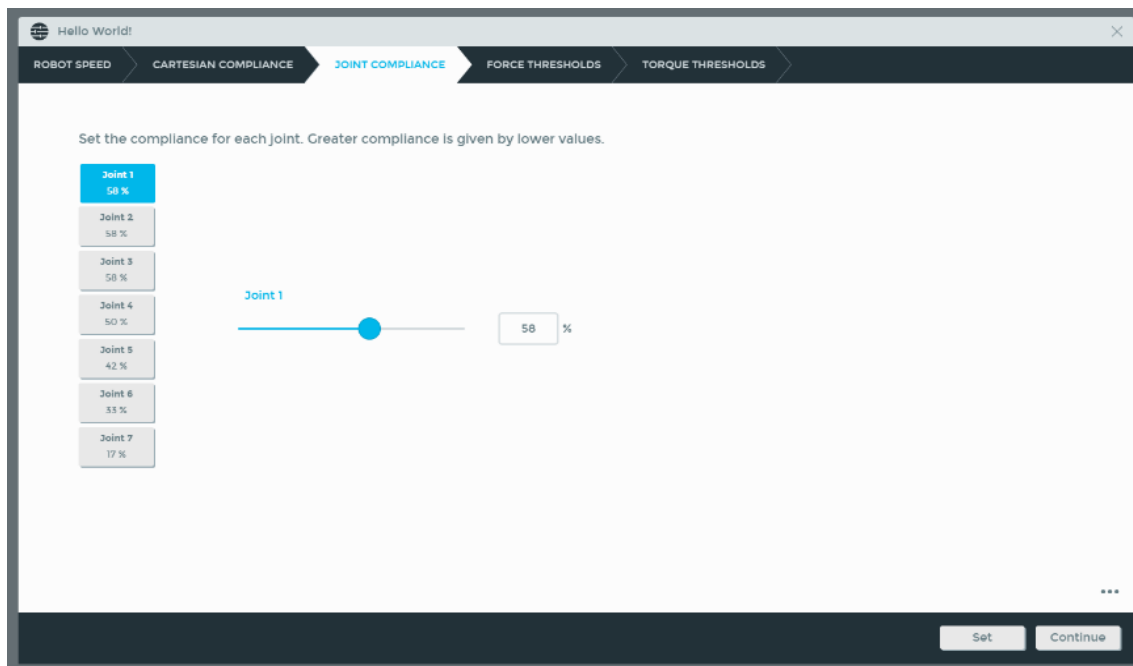 Hello World!
ROBOT SPEED
CARTESIAN COMPLIANCE
JOINT COMPLIANCE
FORCE THRESHOLDS
TORQUE THRESHOLDS
Set the compliance for each joint. Greater compliance is given by lower values.
Joint 1
58 %
Joint 2
58 %
Joint 3
58 %
Joint 4
50 %
Joint 5
42 %
Joint 6
33 %
Joint 7
17 %
Joint 1
58 %
Set
Continue